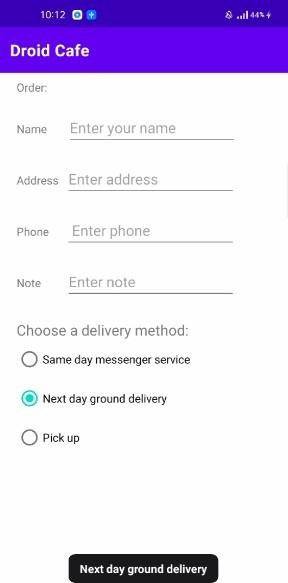 10:12 44%
Droid Cafe
Order:
Name Enter your name
Address Enter address
Phone Enter phone
Note Enter note
Choose a delivery method:
Same day messenger service
Next day ground delivery
Pick up
Next day ground delivery